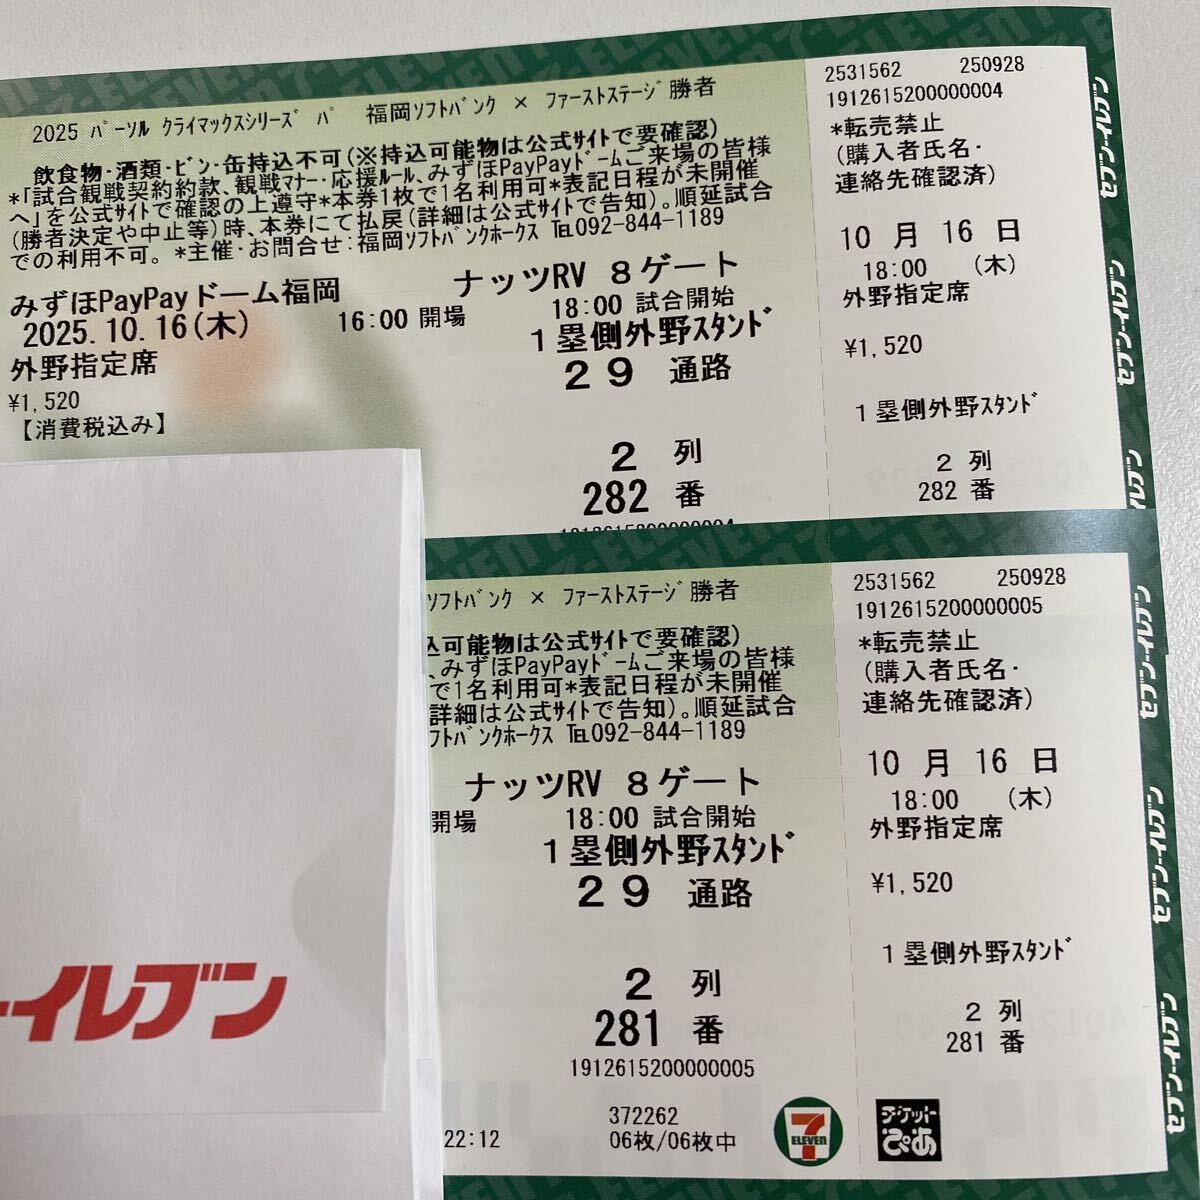 2025 ﾊﾟｰｿﾙ ｸﾗｲﾏｯｸｽｼﾘｰｽﾞ ﾊﾟ 福岡ｿﾌﾄﾊﾞﾝｸ × ﾌｧｰｽﾄｽﾃｰｼﾞ勝者
飲食物・酒類・ﾋﾞﾝ・缶持込不可(※持込可能物は公式ｻｲﾄで要確認)
*「試合観戦契約約款、観戦ﾏﾅｰ・応援ﾙｰﾙ、みずほPayPayﾄﾞｰﾑご来場の皆様
へ」を公式ｻｲﾄで確認の上遵守*本券1枚で1名利用可*表記日程が未開催
(勝者決定や中止等)時、本券にて払戻(詳細は公式ｻｲﾄで告知)。順延試合
での利用不可。 *主催・お問合せ:福岡ｿﾌﾄﾊﾞﾝｸﾎｰｸｽ ℡092-844-1189
みずほPayPayドーム福岡 ナッツRV 8ゲート
2025.10.16(木) 16:00 開場 18:00 試合開始
外野指定席 1塁側外野ｽﾀﾝﾄﾞ
¥1,520 29 通路
【消費税込み】
2 列
282 番
1912615200000004
2531562 250928
1912615200000004
*転売禁止
(購入者氏名・
連絡先確認済)
10 月 16 日
18:00 (木)
外野指定席
¥1,520
1塁側外野ｽﾀﾝﾄﾞ
2 列
282 番
セブン-イレブン
セブン-イレブン
ｿﾌﾄﾊﾞﾝｸ × ﾌｧｰｽﾄｽﾃｰｼﾞ勝者
込可能物は公式ｻｲﾄで要確認)
、みずほPayPayﾄﾞｰﾑご来場の皆様
で1名利用可*表記日程が未開催
詳細は公式ｻｲﾄで告知)。順延試合
ﾌﾄﾊﾞﾝｸﾎｰｸｽ ℡092-844-1189
ナッツRV 8ゲート
開場 18:00 試合開始
1塁側外野ｽﾀﾝﾄﾞ
29 通路
2 列
281 番
1912615200000005
372262
22:12 06枚/06枚中
7 ELEVEN
チケットぴあ
2531562 250928
1912615200000005
*転売禁止
(購入者氏名・
連絡先確認済)
10 月 16 日
18:00 (木)
外野指定席
¥1,520
1塁側外野ｽﾀﾝﾄﾞ
2 列
281 番
セブン-イレブン
セブン-イレブン
セブン-イレブン
-イレブン